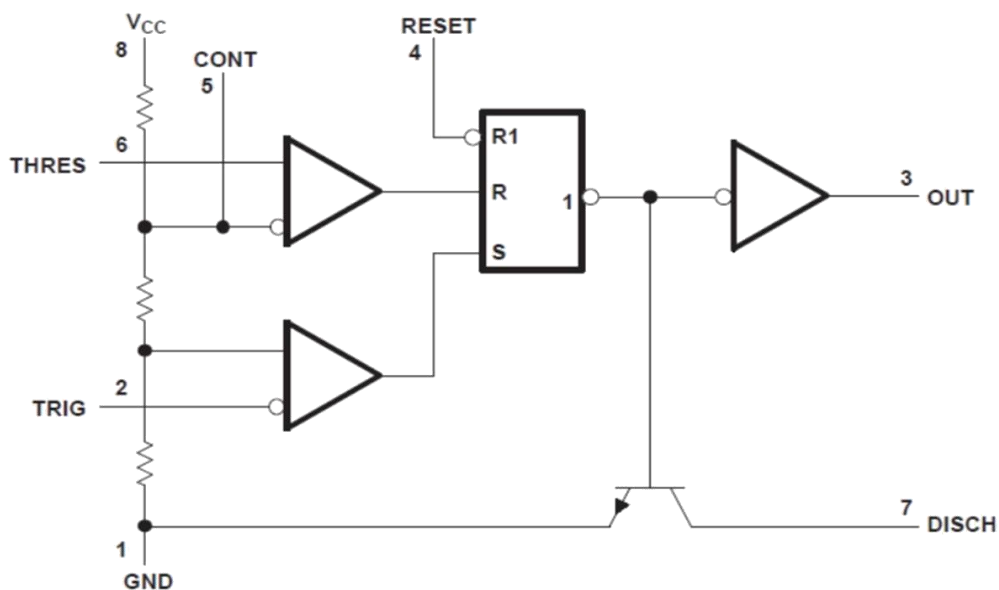 VCC
8
RESET
4
CONT
5
6
THRES
R1
R
1
S
3
OUT
2
TRIG
7
DISCH
1
GND